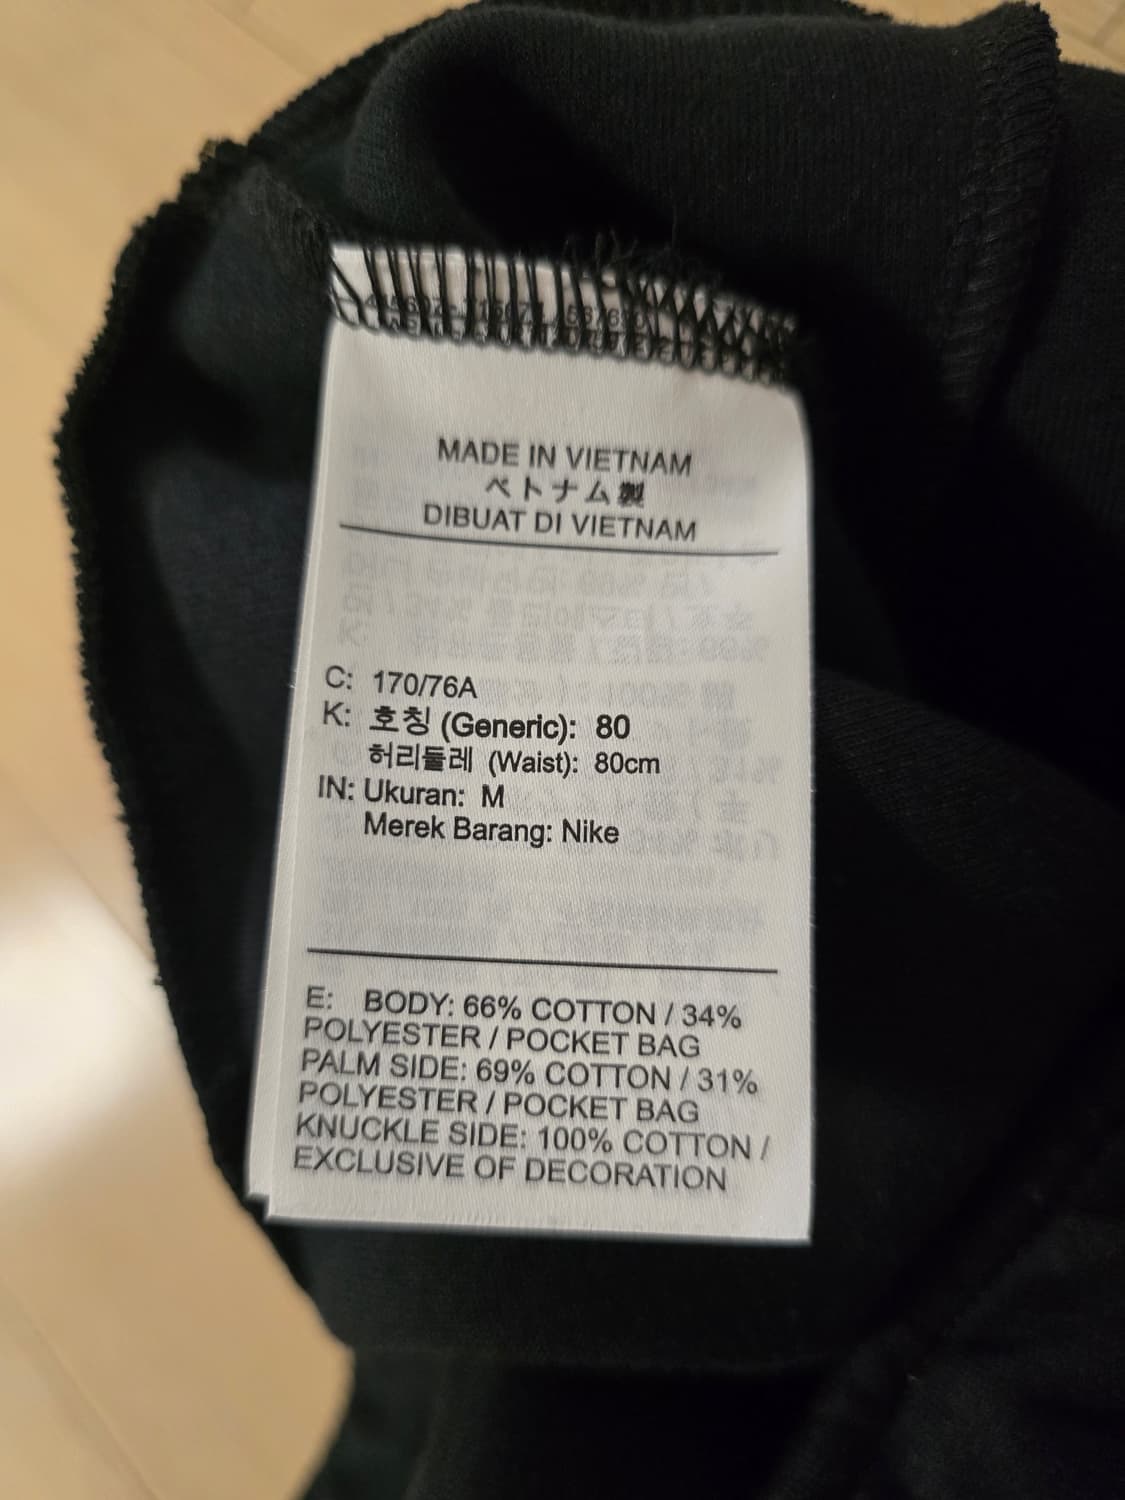 MADE IN VIETNAM
ベトナム製
DIBUAT DI VIETNAM
C: 170/76A
K: 호칭 (Generic): 80
허리둘레 (Waist): 80cm
IN: Ukuran: M
Merek Barang: Nike
E: BODY: 66% COTTON / 34%
POLYESTER / POCKET BAG
PALM SIDE: 69% COTTON / 31%
POLYESTER / POCKET BAG
KNUCKLE SIDE: 100% COTTON /
EXCLUSIVE OF DECORATION